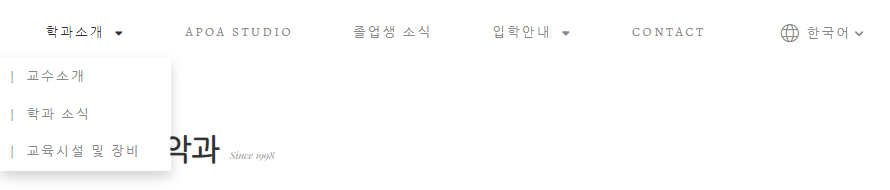 학과소개 APOA STUDIO 졸업생 소식 입학안내 CONTACT 한국어
교수소개
학과 소식
교육시설 및 장비
악과 Since 1998